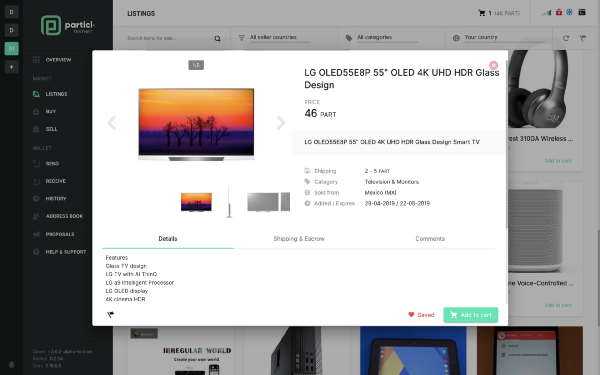 D
D
M
+
particl.
TESTNET
OVERVIEW
MARKET
LISTINGS
BUY
SELL
WALLET
SEND
RECEIVE
HISTORY
ADDRESS BOOK
PROPOSALS
HELP & SUPPORT
LISTINGS
1 (46 PART)
Search items for sale...
All seller countries
All categories
Your country
1/5
LG OLED55E8P 55" OLED 4K UHD HDR Glass
Design
PRICE
46 PART
LG OLED55E8P 55" OLED 4K UHD HDR Glass Design Smart TV
Shipping 2 - 5 PART
Category Television & Monitors
Sold from Mexico (MX)
Added / Expires 29-04-2019 / 22-05-2019
Details
Shipping & Escrow
Comments
Features
Glass TV design
LG TV with AI ThinQ
LG a9 Intelligent Processor
LG OLED display
4K cinema HDR
Saved
Add to cart
rest 310GA Wireless ...
Add to cart
one Voice-Controlled ...
Add to cart
IRREGULAR WORLD
Create your own world.